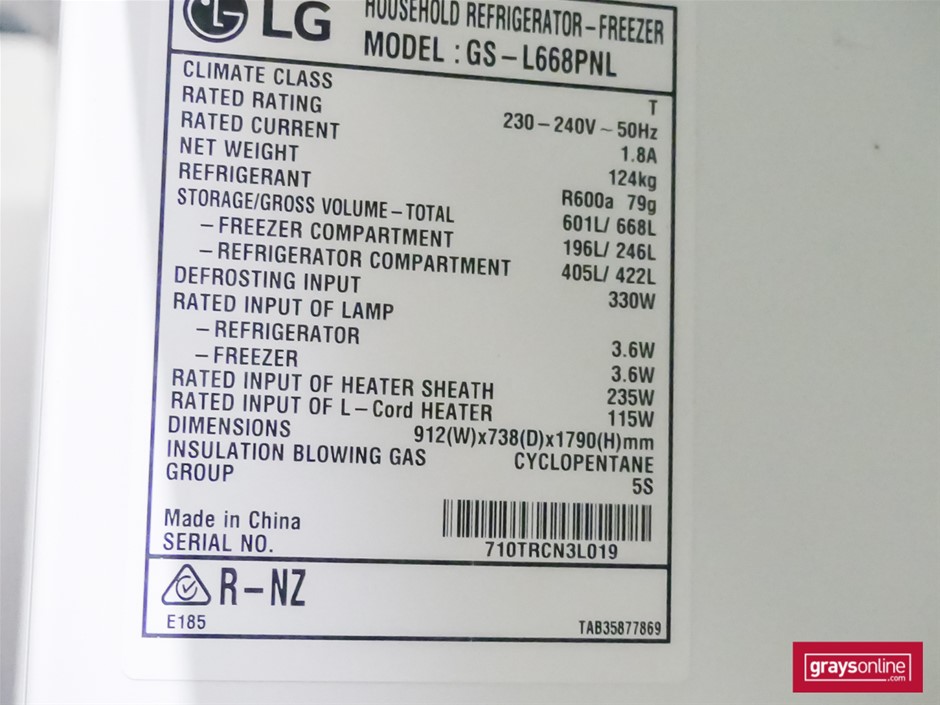 LG HOUSEHOLD REFRIGERATOR-FREEZER
MODEL : GS-L668PNL
CLIMATE CLASS T
RATED RATING 230-240V ~ 50Hz
RATED CURRENT 1.8A
NET WEIGHT 124kg
REFRIGERANT R600a 79g
STORAGE/GROSS VOLUME-TOTAL 601L/ 668L
-FREEZER COMPARTMENT 196L/ 246L
-REFRIGERATOR COMPARTMENT 405L/ 422L
DEFROSTING INPUT 330W
RATED INPUT OF LAMP
-REFRIGERATOR 3.6W
-FREEZER 3.6W
RATED INPUT OF HEATER SHEATH 235W
RATED INPUT OF L-Cord HEATER 115W
DIMENSIONS 912(W)x738(D)x1790(H)mm
INSULATION BLOWING GAS CYCLOPENTANE
GROUP 5S
Made in China
SERIAL NO. 710TRCN3L019
R-NZ
E185 TAB35877869
graysonline
.com